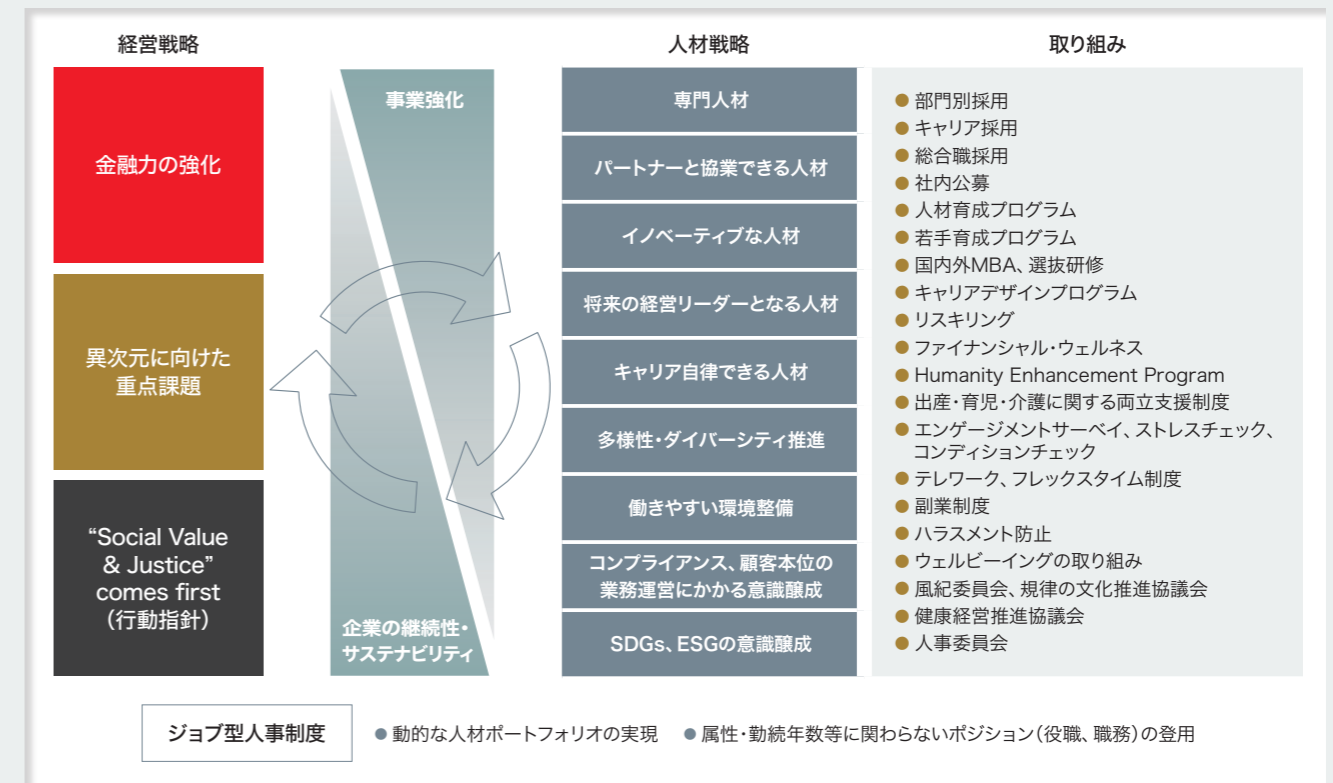 経営戦略
人材戦略
取り組み
金融力の強化
異次元に向けた
重点課題
“Social Value
& Justice”
comes first
（行動指針）
事業強化
企業の継続性・
サステナビリティ
専門人材
パートナーと協業できる人材
イノベーティブな人材
将来の経営リーダーとなる人材
キャリア自律できる人材
多様性・ダイバーシティ推進
働きやすい環境整備
コンプライアンス、顧客本位の
業務運営にかかる意識醸成
SDGs、ESGの意識醸成
● 部門別採用
● キャリア採用
● 総合職採用
● 社内公募
● 人材育成プログラム
● 若手育成プログラム
● 国内外MBA、選抜研修
● キャリアデザインプログラム
● リスキリング
● ファイナンシャル・ウェルネス
● Humanity Enhancement Program
● 出産・育児・介護に関する両立支援制度
● エンゲージメントサーベイ、ストレスチェック、
コンディションチェック
● テレワーク、フレックスタイム制度
● 副業制度
● ハラスメント防止
● ウェルビーイングの取り組み
● 風紀委員会、規律の文化推進協議会
● 健康経営推進協議会
● 人事委員会
ジョブ型人事制度
● 動的な人材ポートフォリオの実現 ● 属性・勤続年数等に関わらないポジション（役職、職務）の登用